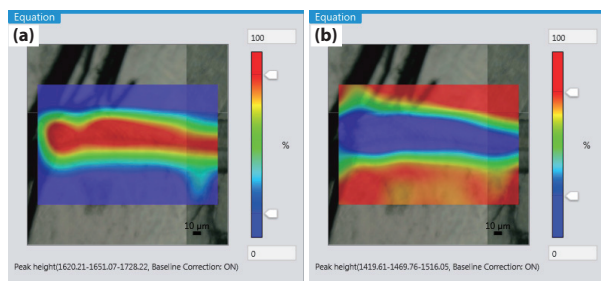 Equation
(a)
100
%
10 µm
0
Peak height(1620.21-1651.07-1728.22, Baseline Correction: ON)
Equation
(b)
100
%
10 µm
0
Peak height(1419.61-1469.76-1516.05, Baseline Correction: ON)